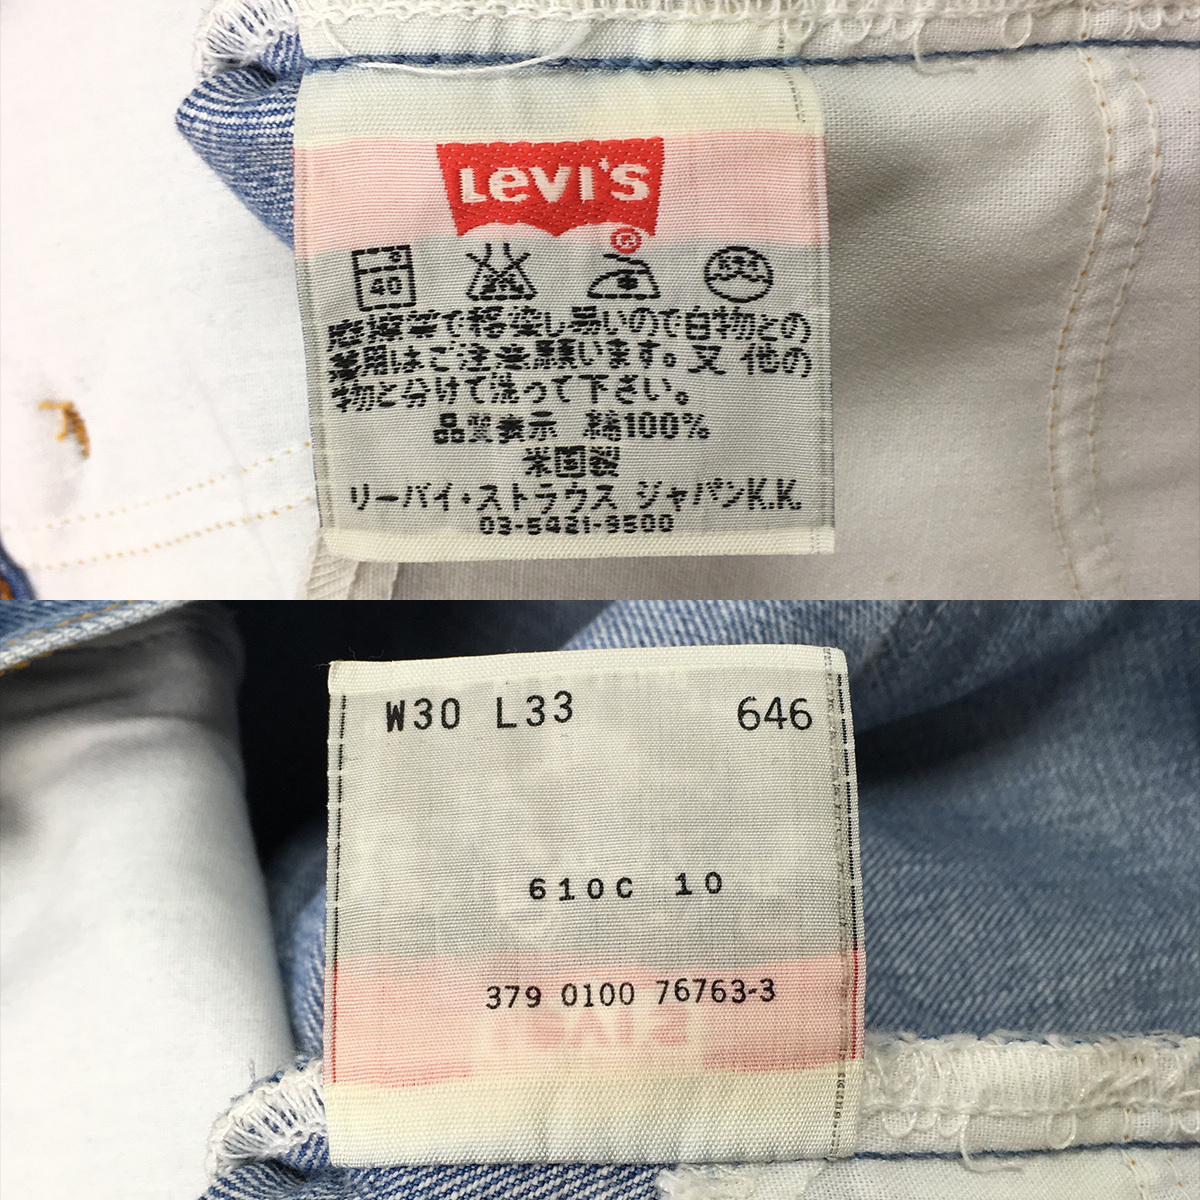 LEVI'S
®
40
感摩等で移染し易いので白物との
着用はご注意願います。又 他の
物と分けて洗って下さい。
品質表示 綿100%
米国製
リーバイ・ストラウス ジャパンK.K.
03-5421-9500
W30 L33 646
610C 10
379 0100 76763-3